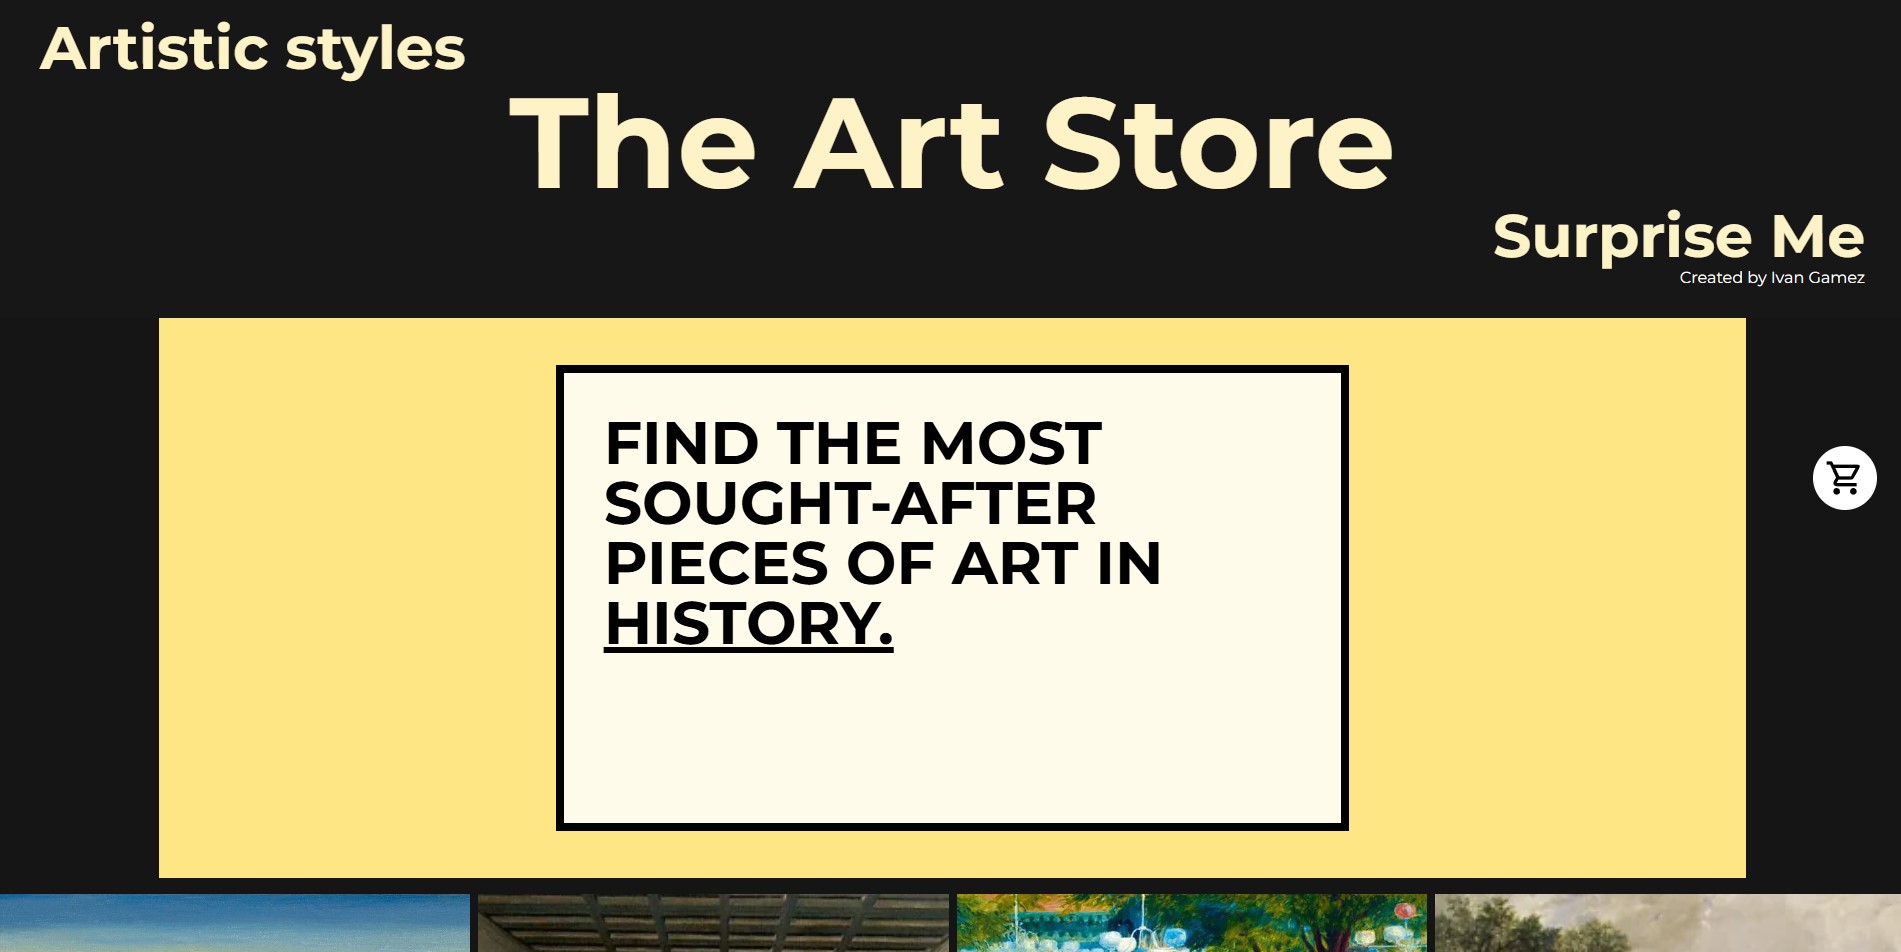 Artistic styles
The Art Store
Surprise Me
Created by Ivan Gamez
FIND THE MOST
SOUGHT-AFTER
PIECES OF ART IN
HISTORY.